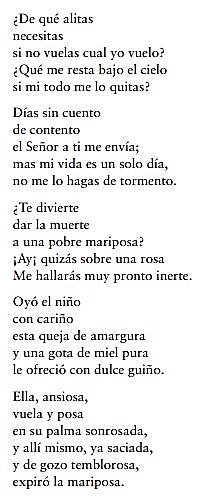 ¿De qué alitas
necesitas
si no vuelas cual yo vuelo?
¿Qué me resta bajo el cielo
si mi todo me lo quitas?
Días sin cuento
de contento
el Señor a ti me envía;
mas mi vida es un solo día,
no me lo hagas de tormento.
¿Te divierte
dar la muerte
a una pobre mariposa?
¡Ay¡ quizás sobre una rosa
Me hallarás muy pronto inerte.
Oyó el niño
con cariño
esta queja de amargura
y una gota de miel pura
le ofreció con dulce guiño.
Ella, ansiosa,
vuela y posa
en su palma sonrosada,
y allí mismo, ya saciada,
y de gozo temblorosa,
expiró la mariposa.